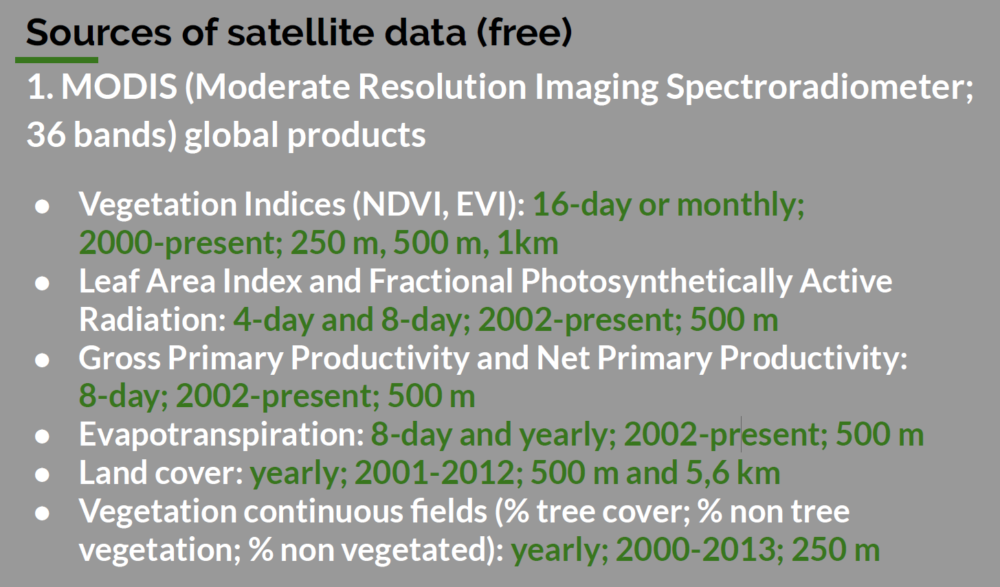 Sources of satellite data (free)
1. MODIS (Moderate Resolution Imaging Spectroradiometer;
36 bands) global products
● Vegetation Indices (NDVI, EVI): 16-day or monthly;
2000-present; 250 m, 500 m, 1km
● Leaf Area Index and Fractional Photosynthetically Active
Radiation: 4-day and 8-day; 2002-present; 500 m
● Gross Primary Productivity and Net Primary Productivity:
8-day; 2002-present; 500 m
● Evapotranspiration: 8-day and yearly; 2002-present; 500 m
● Land cover: yearly; 2001-2012; 500 m and 5,6 km
● Vegetation continuous fields (% tree cover; % non tree
vegetation; % non vegetated): yearly; 2000-2013; 250 m